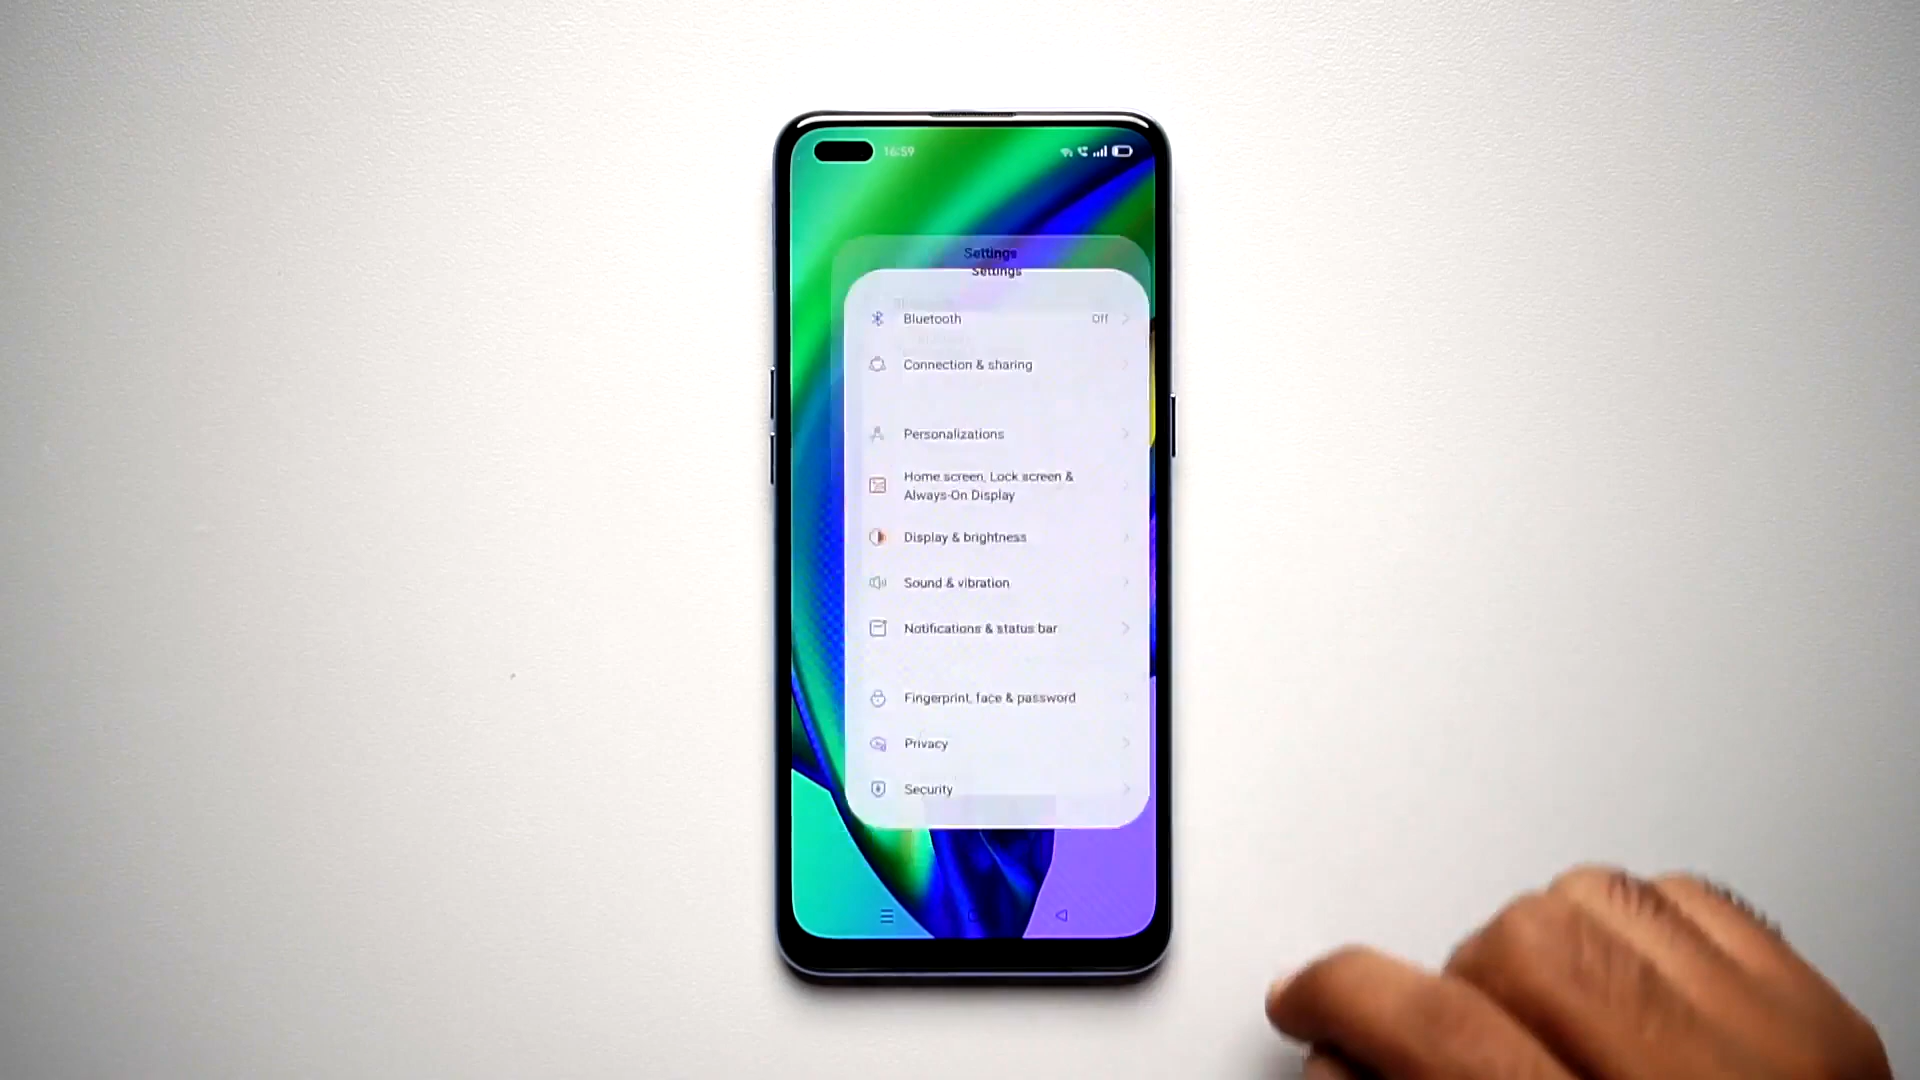 16:59
Settings
Settings
Bluetooth Off
Connection & sharing
Personalizations
Home screen, Lock screen &
Always-On Display
Display & brightness
Sound & vibration
Notifications & status bar
Fingerprint, face & password
Privacy
Security